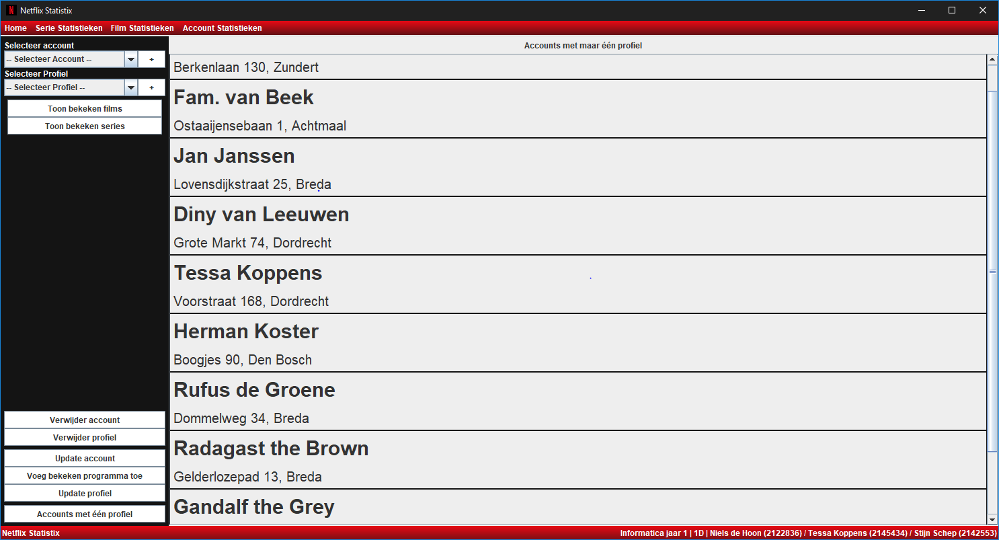 Netflix Statistix
Home Serie Statistieken Film Statistieken Account Statistieken
Selecteer account
-- Selecteer Account --
+
Selecteer Profiel
-- Selecteer Profiel --
+
Toon bekeken films
Toon bekeken series
Verwijder account
Verwijder profiel
Update account
Voeg bekeken programma toe
Update profiel
Accounts met één profiel
Accounts met maar één profiel
Berkenlaan 130, Zundert
Fam. van Beek
Ostaaijensebaan 1, Achtmaal
Jan Janssen
Lovensdijkstraat 25, Breda
Diny van Leeuwen
Grote Markt 74, Dordrecht
Tessa Koppens
Voorstraat 168, Dordrecht
Herman Koster
Boogjes 90, Den Bosch
Rufus de Groene
Dommelweg 34, Breda
Radagast the Brown
Gelderlozepad 13, Breda
Gandalf the Grey
Netflix Statistix
Informatica jaar 1 | 1D | Niels de Hoon (2122836) / Tessa Koppens (2145434) / Stijn Schep (2142553)